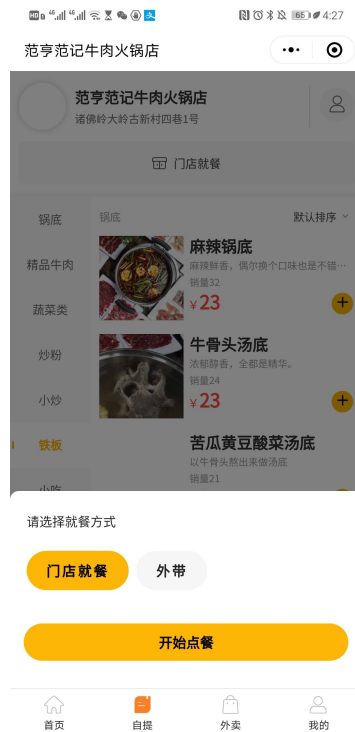 HD 46 46 65 4:27
范亨范记牛肉火锅店
范亨范记牛肉火锅店
诸佛岭大岭古新村四巷1号
门店就餐
锅底
精品牛肉
蔬菜类
炒粉
小炒
铁板
小吃
锅底 默认排序
麻辣锅底
麻辣鲜香，偶尔换个口味也是不错…
销量32
￥23
牛骨头汤底
浓郁醇香，全都是精华。
销量24
￥23
苦瓜黄豆酸菜汤底
以牛骨头熬出来做汤底
销量21
请选择就餐方式
门店就餐 外带
开始点餐
首页 自提 外卖 我的